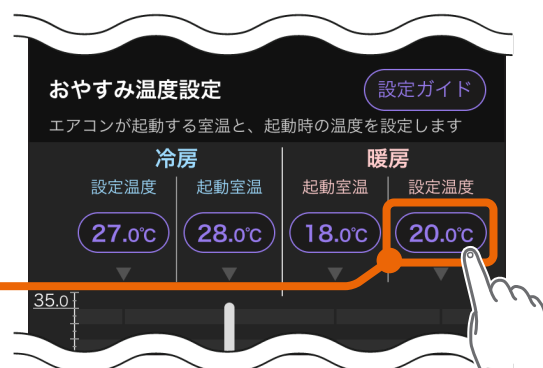 おやすみ温度設定
設定ガイド
エアコンが起動する室温と、起動時の温度を設定します
冷房 暖房
設定温度 起動室温 起動室温 設定温度
27.0℃ 28.0℃ 18.0℃ 20.0℃
35.0